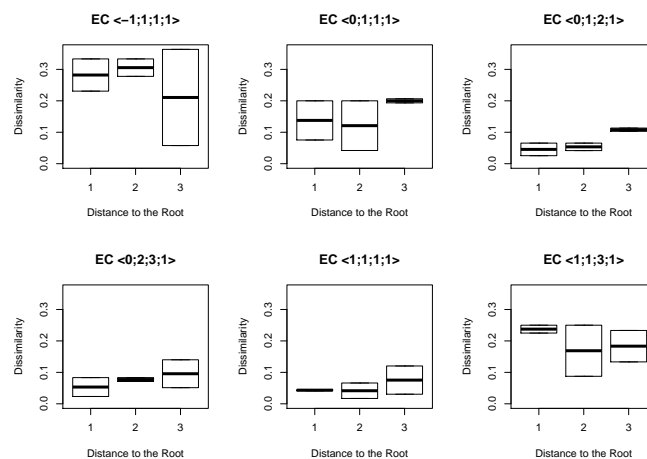 EC <−1;1;1;1>
Dissimilarity
0.0 0.1 0.2 0.3
1 2 3
Distance to the Root
EC <0;1;1;1>
Dissimilarity
0.0 0.1 0.2 0.3
1 2 3
Distance to the Root
EC <0;1;2;1>
Dissimilarity
0.0 0.1 0.2 0.3
1 2 3
Distance to the Root
EC <0;2;3;1>
Dissimilarity
0.0 0.1 0.2 0.3
1 2 3
Distance to the Root
EC <1;1;1;1>
Dissimilarity
0.0 0.1 0.2 0.3
1 2 3
Distance to the Root
EC <1;1;3;1>
Dissimilarity
0.0 0.1 0.2 0.3
1 2 3
Distance to the Root